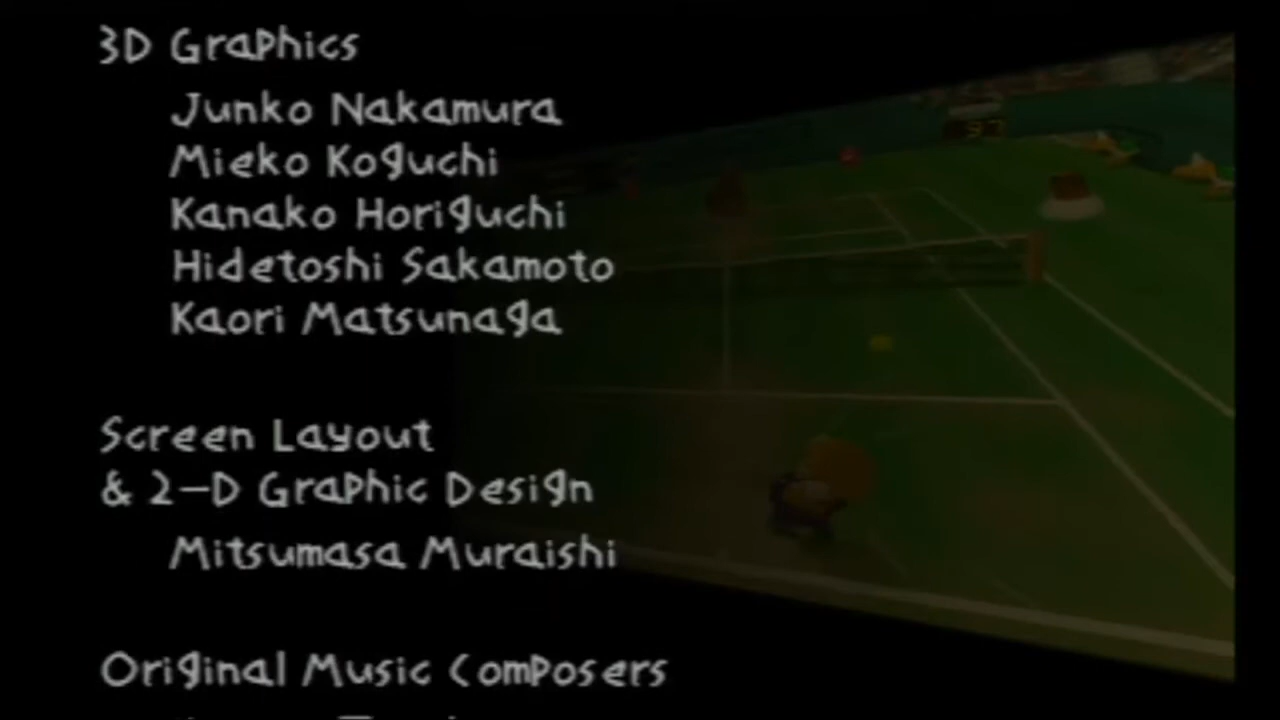 3D Graphics
Junko Nakamura
Mieko Koguchi
Kanako Horiguchi
Hidetoshi Sakamoto
Kaori Matsunaga
Screen Layout
& 2-D Graphic Design
Mitsumasa Muraishi
Original Music Composers